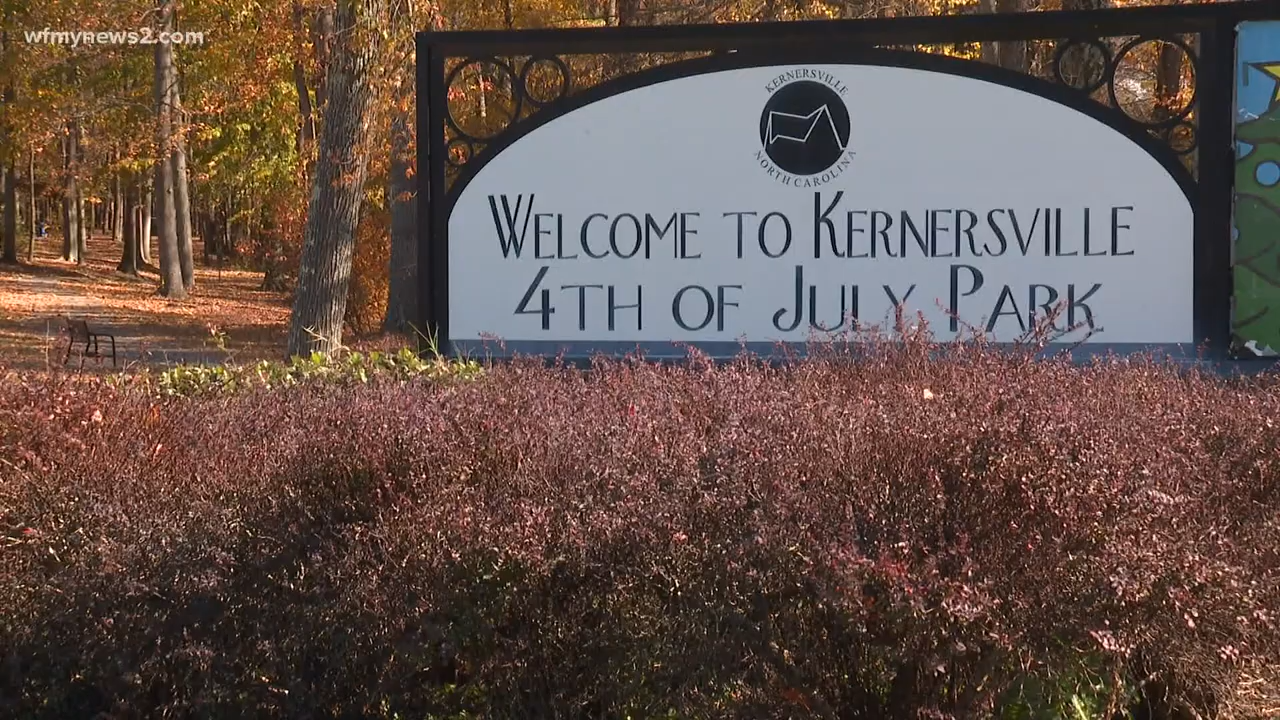 wfmynews2.com
KERNERSVILLE
NORTH CAROLINA
WELCOME TO KERNERSVILLE
4TH OF JULY PARK